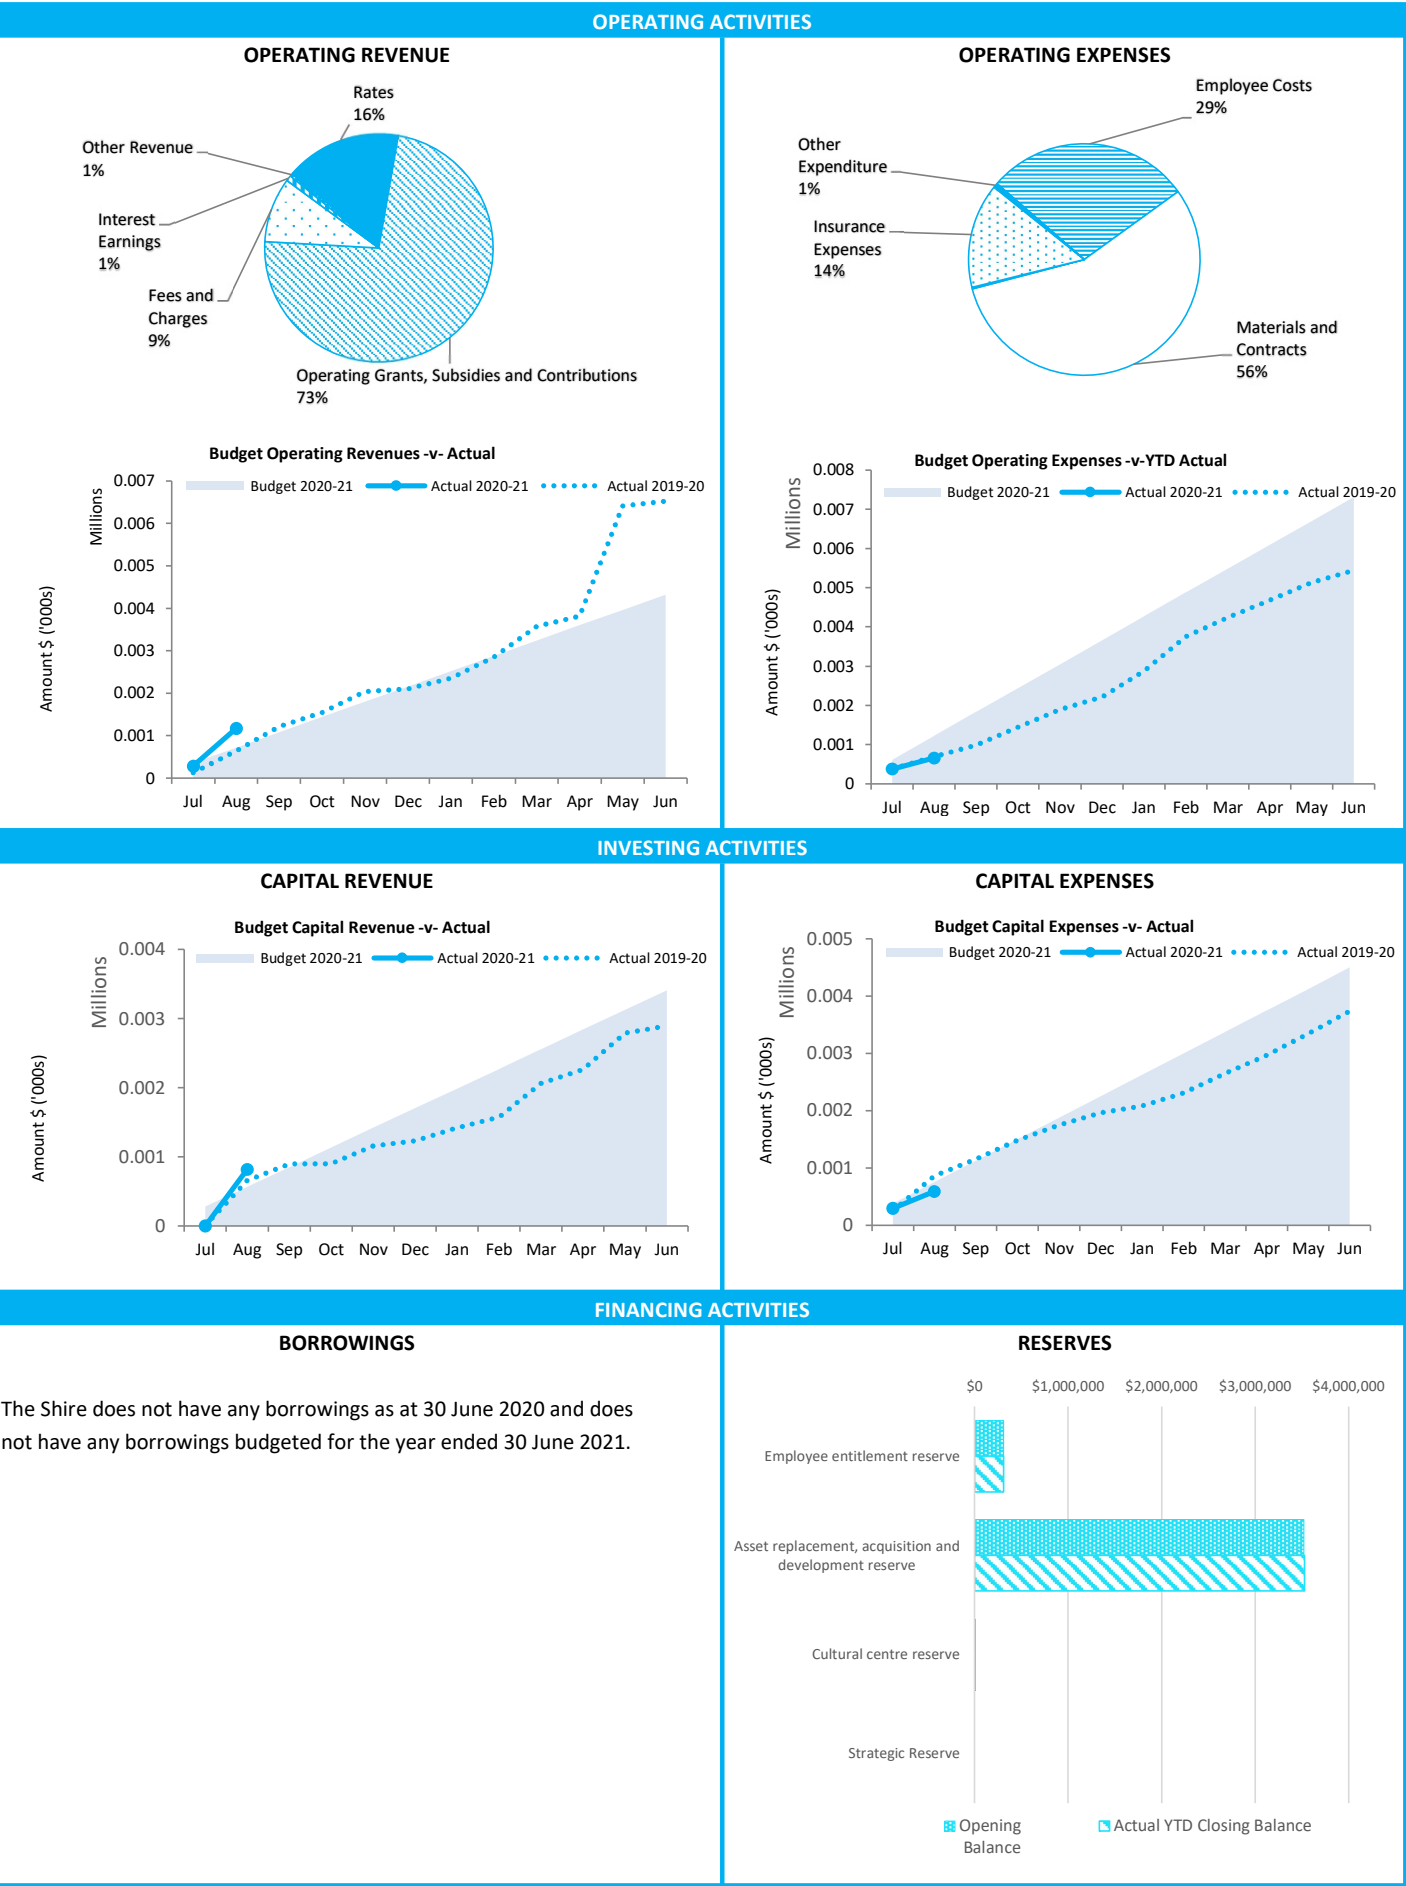 OPERATING ACTIVITIES
OPERATING REVENUE
Rates
16%
Other Revenue
1%
Interest
Earnings
1%
Fees and
Charges
9%
Operating Grants, Subsidies and Contributions
73%
OPERATING EXPENSES
Employee Costs
29%
Other
Expenditure
1%
Insurance
Expenses
14%
Materials and
Contracts
56%
Budget Operating Revenues -v- Actual
Budget 2020-21 Actual 2020-21 Actual 2019-20
Millions
Amount $ ('000s)
0.007
0.006
0.005
0.004
0.003
0.002
0.001
0
Jul Aug Sep Oct Nov Dec Jan Feb Mar Apr May Jun
Budget Operating Expenses -v-YTD Actual
Budget 2020-21 Actual 2020-21 Actual 2019-20
Millions
Amount $ ('000s)
0.008
0.007
0.006
0.005
0.004
0.003
0.002
0.001
0
Jul Aug Sep Oct Nov Dec Jan Feb Mar Apr May Jun
INVESTING ACTIVITIES
CAPITAL REVENUE
Budget Capital Revenue -v- Actual
Budget 2020-21 Actual 2020-21 Actual 2019-20
Millions
Amount $ ('000s)
0.004
0.003
0.002
0.001
0
Jul Aug Sep Oct Nov Dec Jan Feb Mar Apr May Jun
CAPITAL EXPENSES
Budget Capital Expenses -v- Actual
Budget 2020-21 Actual 2020-21 Actual 2019-20
Millions
Amount $ ('000s)
0.005
0.004
0.003
0.002
0.001
0
Jul Aug Sep Oct Nov Dec Jan Feb Mar Apr May Jun
FINANCING ACTIVITIES
BORROWINGS
The Shire does not have any borrowings as at 30 June 2020 and does
not have any borrowings budgeted for the year ended 30 June 2021.
RESERVES
$0 $1,000,000 $2,000,000 $3,000,000 $4,000,000
Employee entitlement reserve
Asset replacement, acquisition and
development reserve
Cultural centre reserve
Strategic Reserve
Opening
Balance
Actual YTD Closing Balance